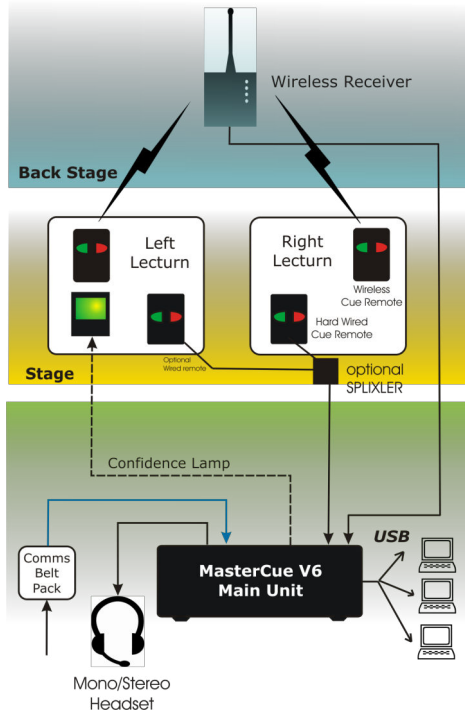 Wireless Receiver
Back Stage
Left
Lecturn
Right
Lecturn
Wireless
Cue Remote
Hard Wired
Cue Remote
Optional
Wired remote
optional
SPLIXLER
Stage
Confidence Lamp
USB
Comms
Belt
Pack
MasterCue V6
Main Unit
Mono/Stereo
Headset